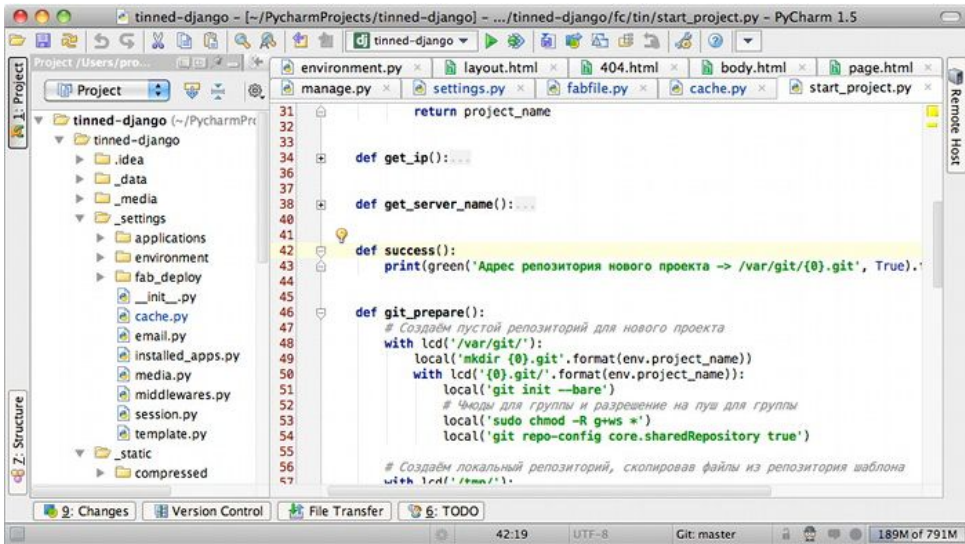 tinned-django – [~/PycharmProjects/tinned-django] – .../tinned-django/fc/tin/start_project.py – PyCharm 1.5
tinned-django
Project /Users/pro...
environment.py
layout.html
404.html
body.html
page.html
Project
manage.py
settings.py
fabfile.py
cache.py
start_project.py
1: Project
Z: Structure
Remote Host
tinned-django (~/PycharmPr
tinned-django
.idea
_data
_media
_settings
applications
environment
fab_deploy
__init__.py
cache.py
email.py
installed_apps.py
media.py
middlewares.py
session.py
template.py
_static
compressed
31 return project_name
32
33
34 def get_ip():...
36
37
38 def get_server_name():...
40
41
42 def success():
43 print(green('Адрес репозитория нового проекта -> /var/git/{0}.git', True).
44
45
46 def git_prepare():
47 # Создаём пустой репозиторий для нового проекта
48 with lcd('/var/git/'):
49 local('mkdir {0}.git'.format(env.project_name))
50 with lcd('{0}.git/'.format(env.project_name)):
51 local('git init --bare')
52 # Чмоды для группы и разрешение на пуш для группы
53 local('sudo chmod -R g+ws *')
54 local('git repo-config core.sharedRepository true')
55
56 # Создаём локальный репозиторий, скопировав файлы из репозитория шаблона
57 with lcd('/tmp/'):
9: Changes
Version Control
File Transfer
6: TODO
42:19
UTF-8
Git: master
189M of 791M